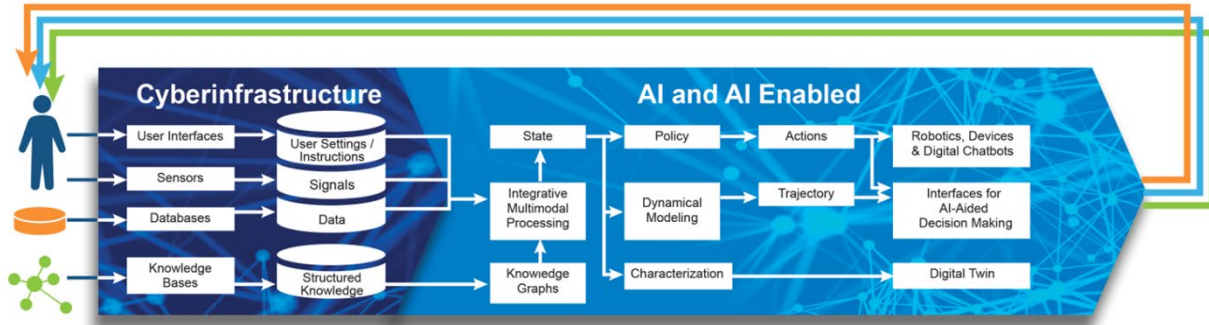 Cyberinfrastructure
AI and AI Enabled
User Interfaces
User Settings /
Instructions
Sensors
Signals
Databases
Data
Knowledge
Bases
Structured
Knowledge
State
Integrative
Multimodal
Processing
Knowedge
Graphs
Policy
Dynamical
Modeling
Characterization
Actions
Trajectory
Robotics, Devices
& Digital Chatbots
Interfaces for
AI-Aided
Decision Making
Digital Twin